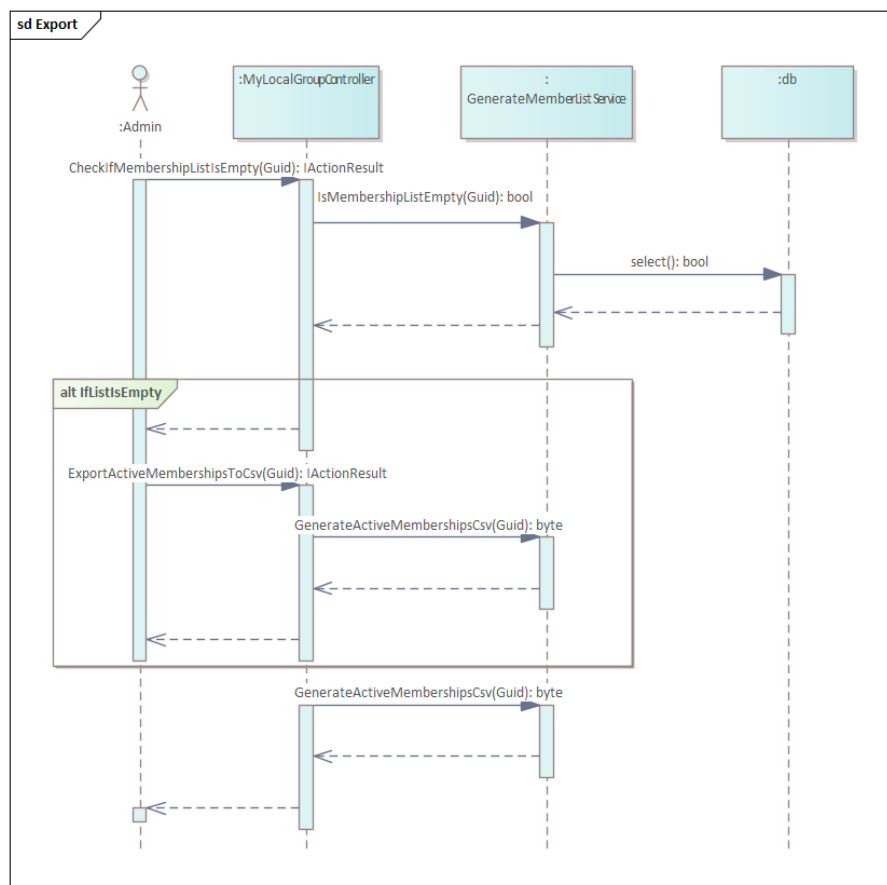 sd Export
:Admin
:MyLocalGroupController
:
GenerateMemberListService
:db
CheckIfMembershipListIsEmpty(Guid): IActionResult
IsMembershipListEmpty(Guid): bool
select(): bool
alt IfListIsEmpty
ExportActiveMembershipsToCsv(Guid): IActionResult
GenerateActiveMembershipsCsv(Guid): byte
GenerateActiveMembershipsCsv(Guid): byte